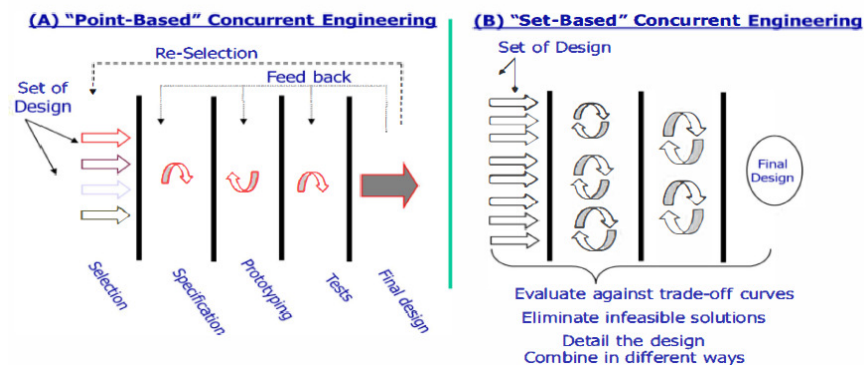 (A) “Point-Based” Concurrent Engineering
Re-Selection
Feed back
Set of
Design
Selection
Specification
Prototyping
Tests
Final design
(B) “Set-Based” Concurrent Engineering
Set of Design
Final
Design
Evaluate against trade-off curves
Eliminate infeasible solutions
Detail the design
Combine in different ways